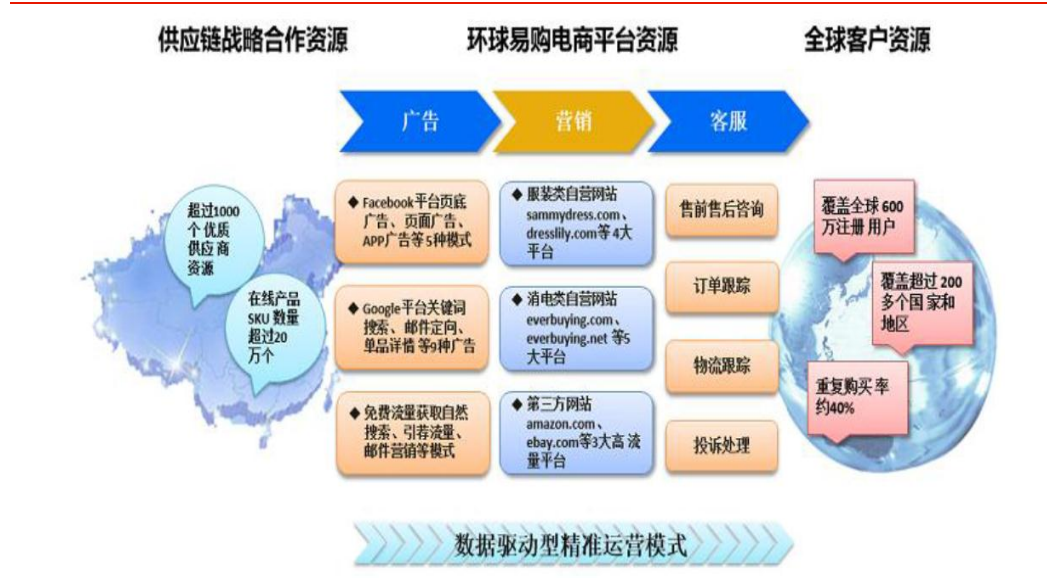 供应链战略合作资源
环球易购电商平台资源
全球客户资源
广告
营销
客服
超过1000
个优质
供应商
资源
在线产品
SKU 数量
超过20
万个
◆ Facebook平台页底
广告、页面广告、
APP广告等5种模式
◆ Google平台关键词
搜索、邮件定向、
单品详情等9种广告
◆ 免费流量获取自然
搜索、引荐流量、
邮件营销等模式
◆ 服装类自营网站
sammydress.com、
dresslily.com等4大
平台
◆ 消电类自营网站
everbuying.com、
everbuying.net 等5
大平台
◆ 第三方网站
amazon.com、
ebay.com等3大高流
量平台
售前售后咨询
订单跟踪
物流跟踪
投诉处理
覆盖全球 600
万注册用户
覆盖超过 200
多个国家和
地区
重复购买率
约40%
数据驱动型精准运营模式